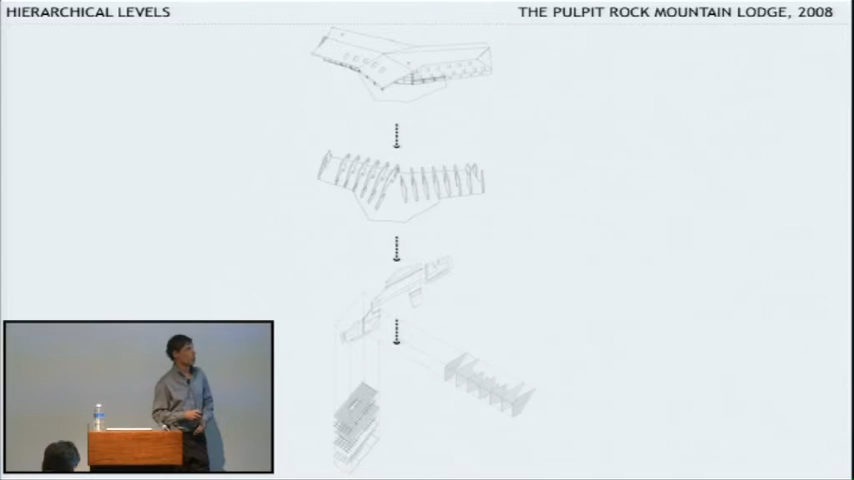 HIERARCHICAL LEVELS
THE PULPIT ROCK MOUNTAIN LODGE, 2008